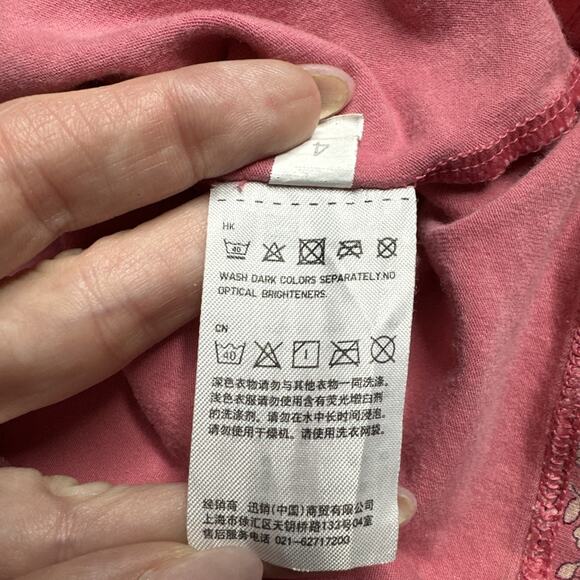 4
HK
40
WASH DARK COLORS SEPARATELY.NO
OPTICAL BRIGHTENERS.
CN
40
深色衣物请勿与其他衣物一同洗涤。
浅色衣服请勿使用含有荧光增白剂
的洗涤剂。请勿在水中长时间浸泡。
请勿使用干燥机。请使用洗衣网袋。
经销商 迅销(中国)商贸有限公司
上海市徐汇区天钥桥路133号04室
售后服务电话 021-62717200